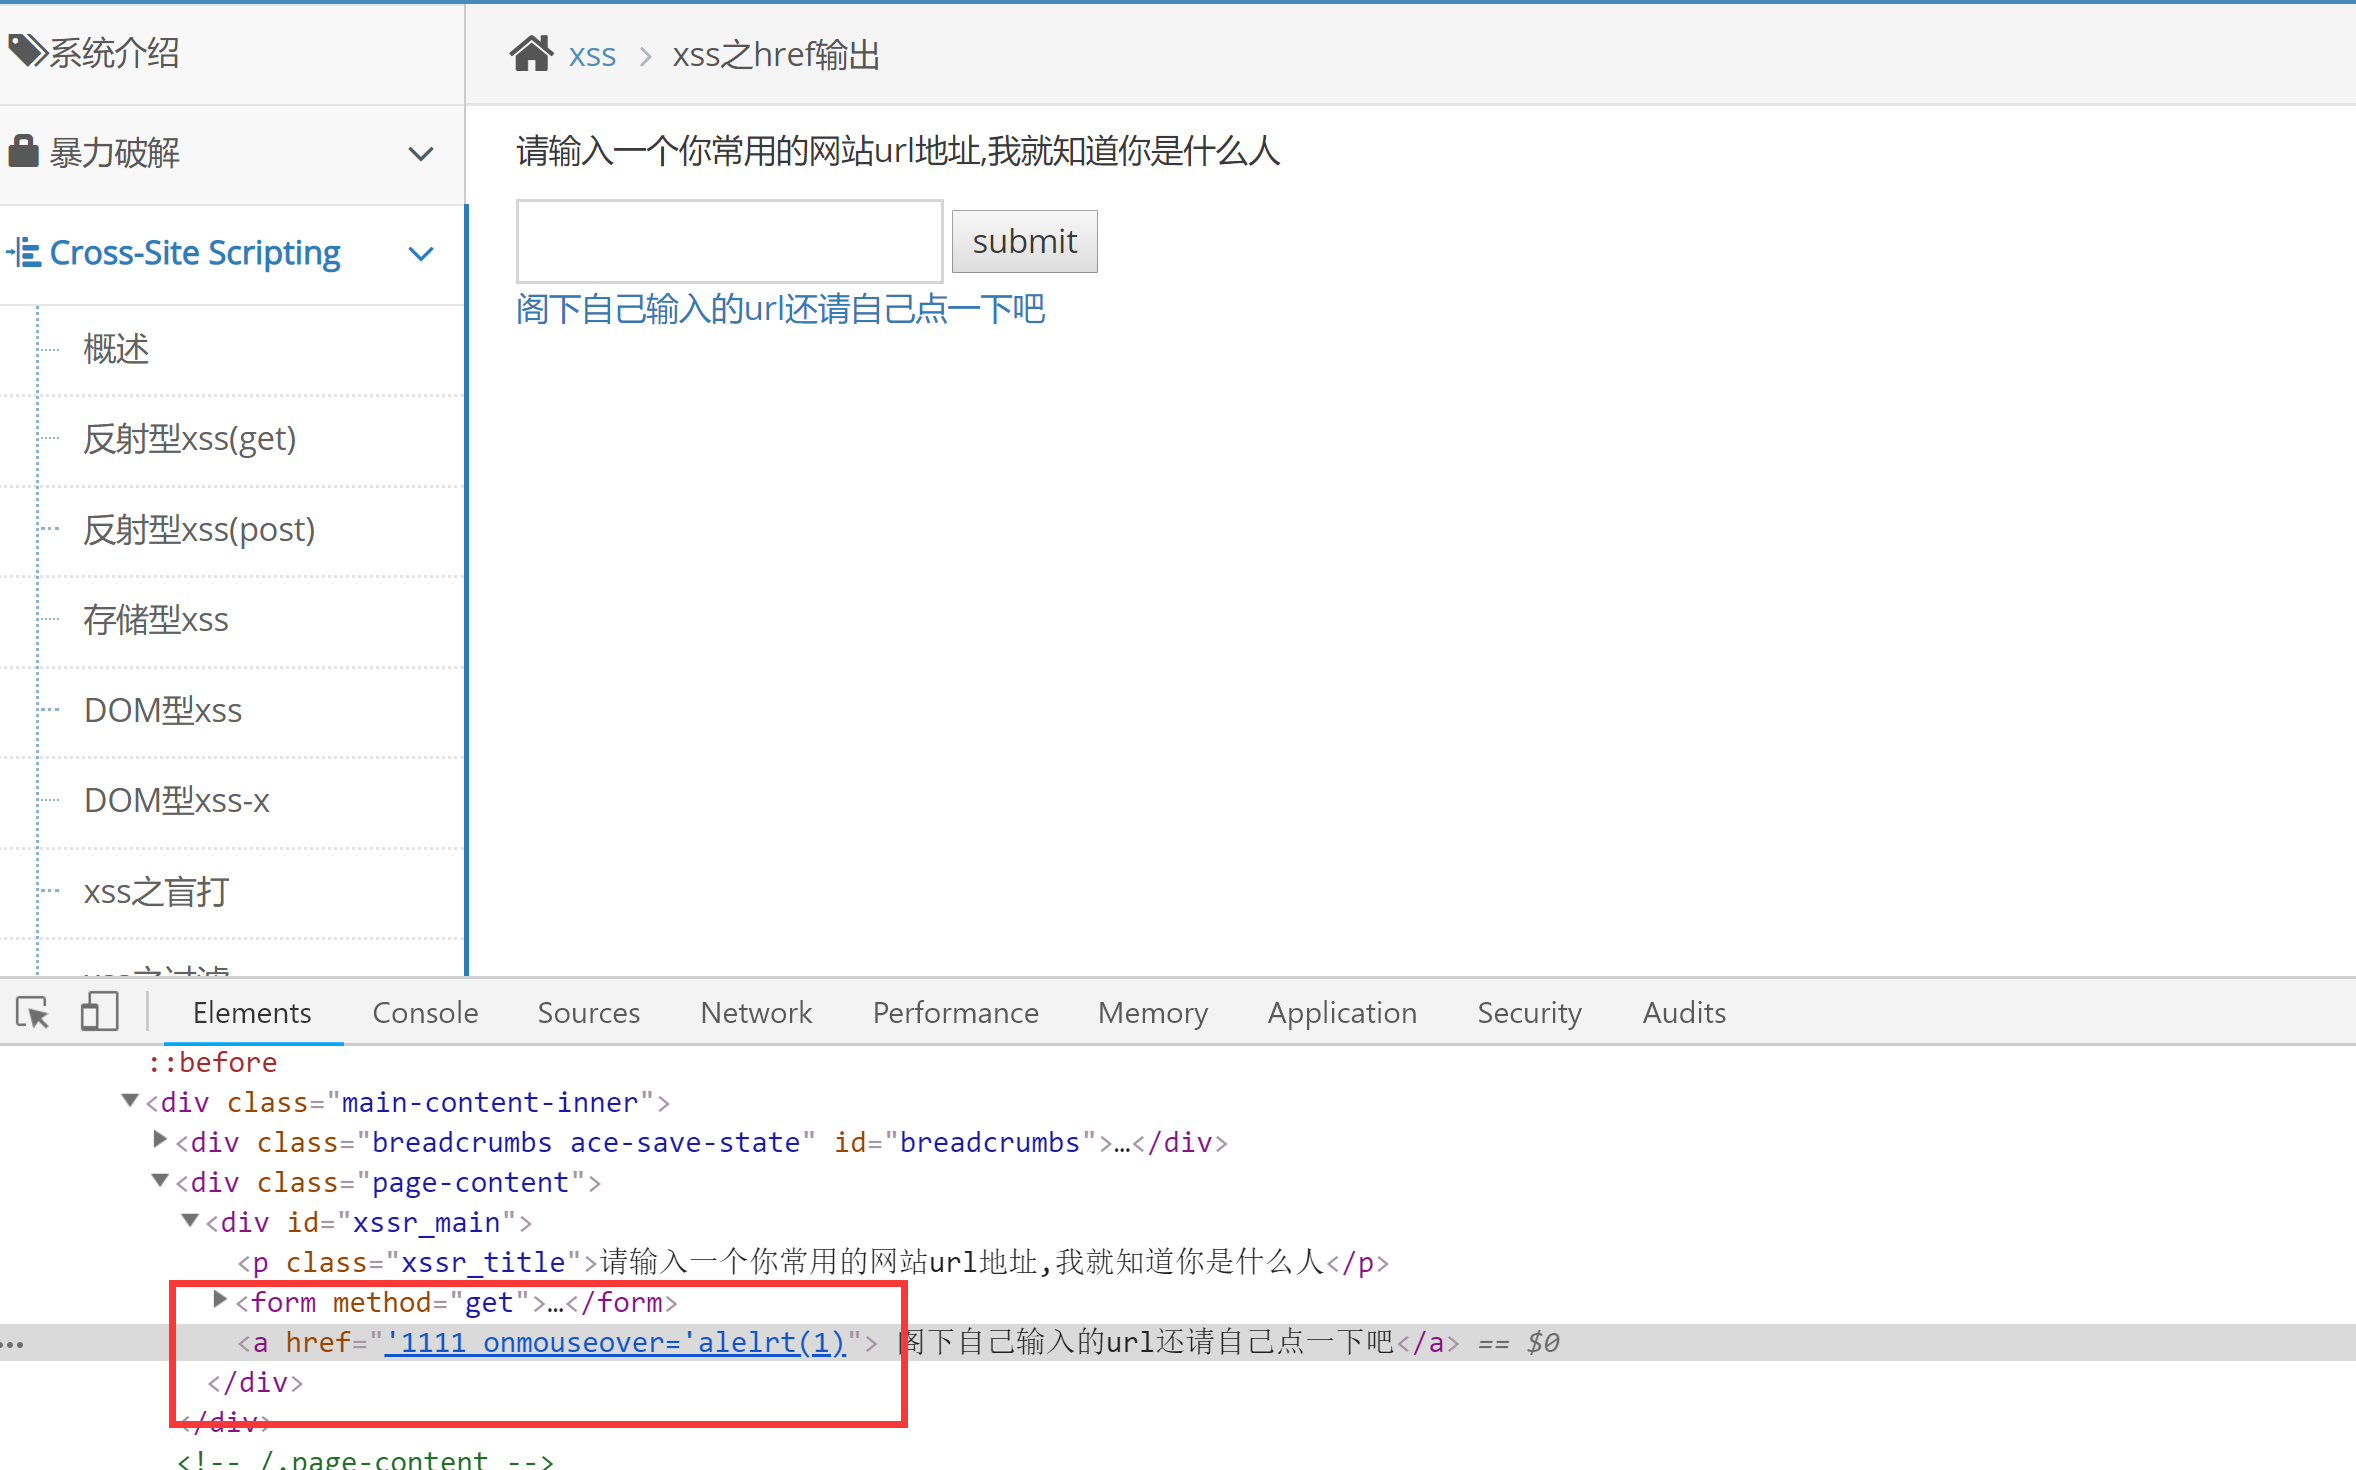 系统介绍
暴力破解
Cross-Site Scripting
概述
反射型xss(get)
反射型xss(post)
存储型xss
DOM型xss
DOM型xss-x
xss之盲打
xss之过滤
xss > xss之href输出
请输入一个你常用的网站url地址,我就知道你是什么人
submit
阁下自己输入的url还请自己点一下吧
Elements Console Sources Network Performance Memory Application Security Audits
::before
<div class="main-content-inner">
<div class="breadcrumbs ace-save-state" id="breadcrumbs">…</div>
<div class="page-content">
<div id="xssr_main">
<p class="xssr_title">请输入一个你常用的网站url地址,我就知道你是什么人</p>
<form method="get">…</form>
<a href="'1111 onmouseover='alelrt(1)"> 阁下自己输入的url还请自己点一下吧</a> == $0
</div>
</div>
<!-- /.page-content -->